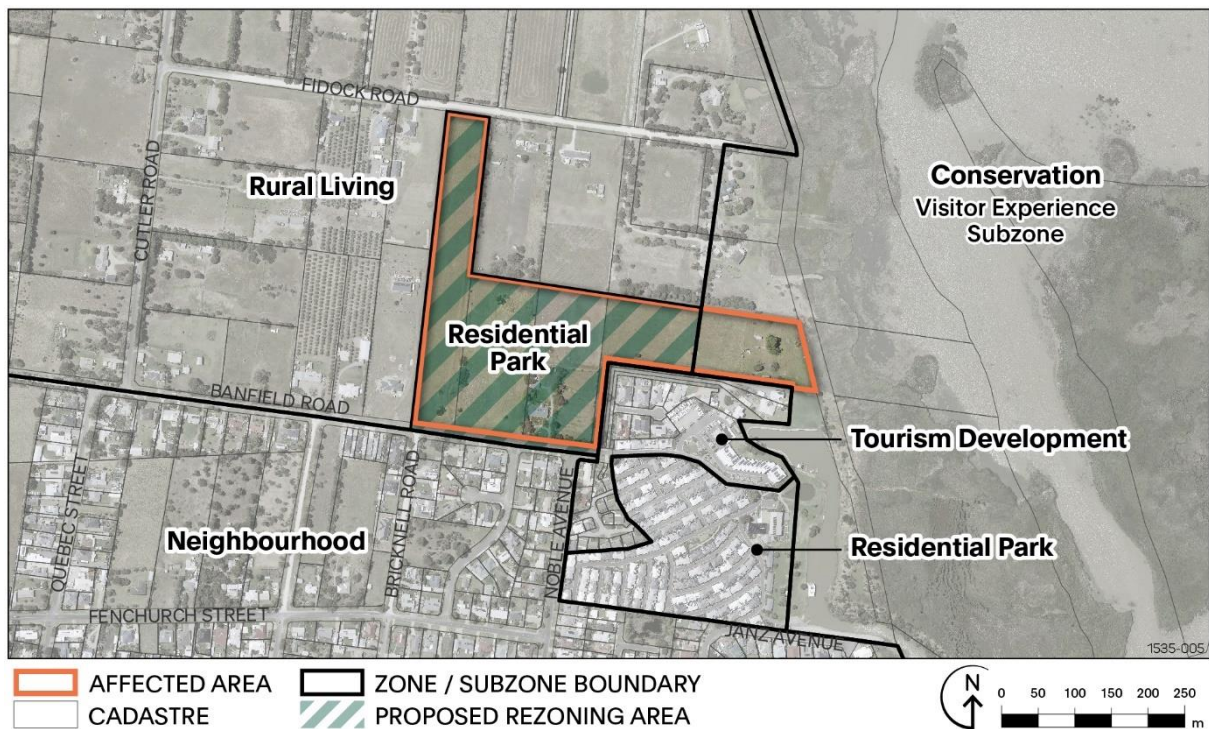 FIDOCK ROAD
CUTLER ROAD
Rural Living
Conservation
Visitor Experience
Subzone
Residential
Park
BANFIELD ROAD
Tourism Development
QUEBEC STREET
Neighbourhood
BRICKNELL ROAD
NOBLE AVENUE
Residential Park
FENCHURCH STREET
JANZ AVENUE
1535-005/
AFFECTED AREA
ZONE / SUBZONE BOUNDARY
CADASTRE
PROPOSED REZONING AREA
N
0 50 100 150 200 250
m